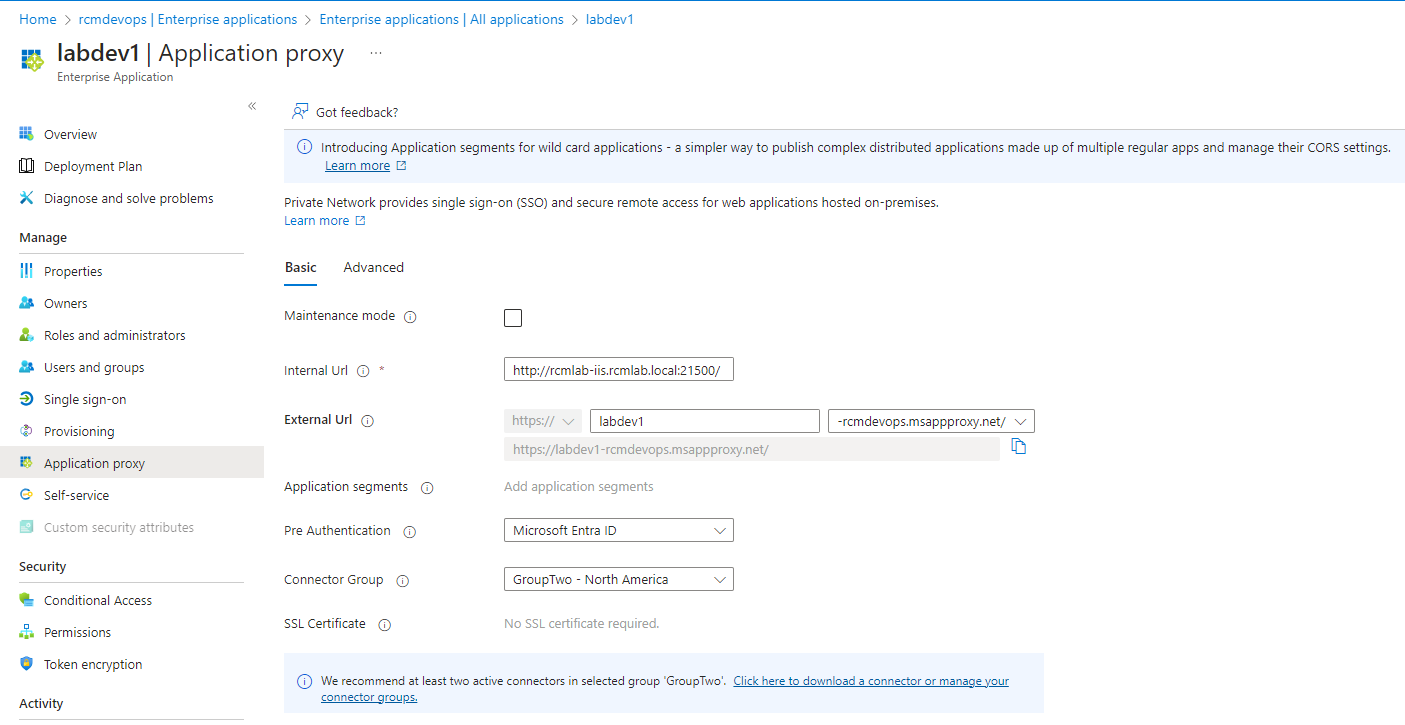 Home > rcmdevops | Enterprise applications > Enterprise applications | All applications > labdev1
labdev1 | Application proxy ...
Enterprise Application
«
Got feedback?
Introducing Application segments for wild card applications - a simpler way to publish complex distributed applications made up of multiple regular apps and manage their CORS settings.
Learn more
Private Network provides single sign-on (SSO) and secure remote access for web applications hosted on-premises.
Learn more
Overview
Deployment Plan
Diagnose and solve problems
Manage
Properties
Owners
Roles and administrators
Users and groups
Single sign-on
Provisioning
Application proxy
Self-service
Custom security attributes
Security
Conditional Access
Permissions
Token encryption
Activity
Basic Advanced
Maintenance mode
Internal Url * http://rcmlab-iis.rcmlab.local:21500/
External Url https:// labdev1 -rcmdevops.msappproxy.net/
https://labdev1-rcmdevops.msappproxy.net/
Application segments Add application segments
Pre Authentication Microsoft Entra ID
Connector Group GroupTwo - North America
SSL Certificate No SSL certificate required.
We recommend at least two active connectors in selected group 'GroupTwo'. Click here to download a connector or manage your
connector groups.